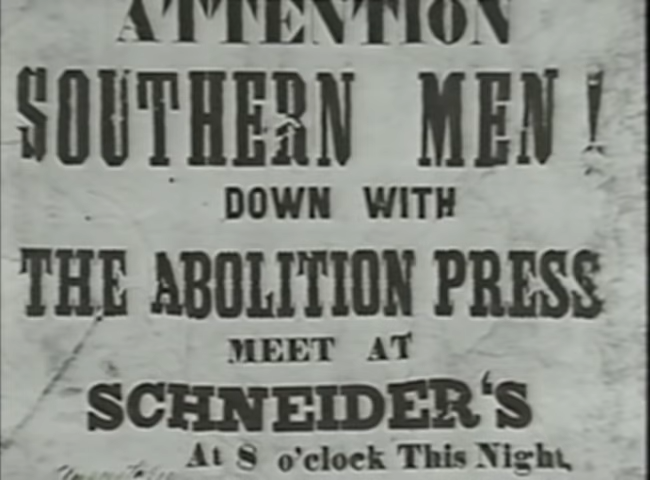 ATTENTION
SOUTHERN MEN!
DOWN WITH
THE ABOLITION PRESS
MEET AT
SCHNEIDER'S
At 8 o'clock This Night,